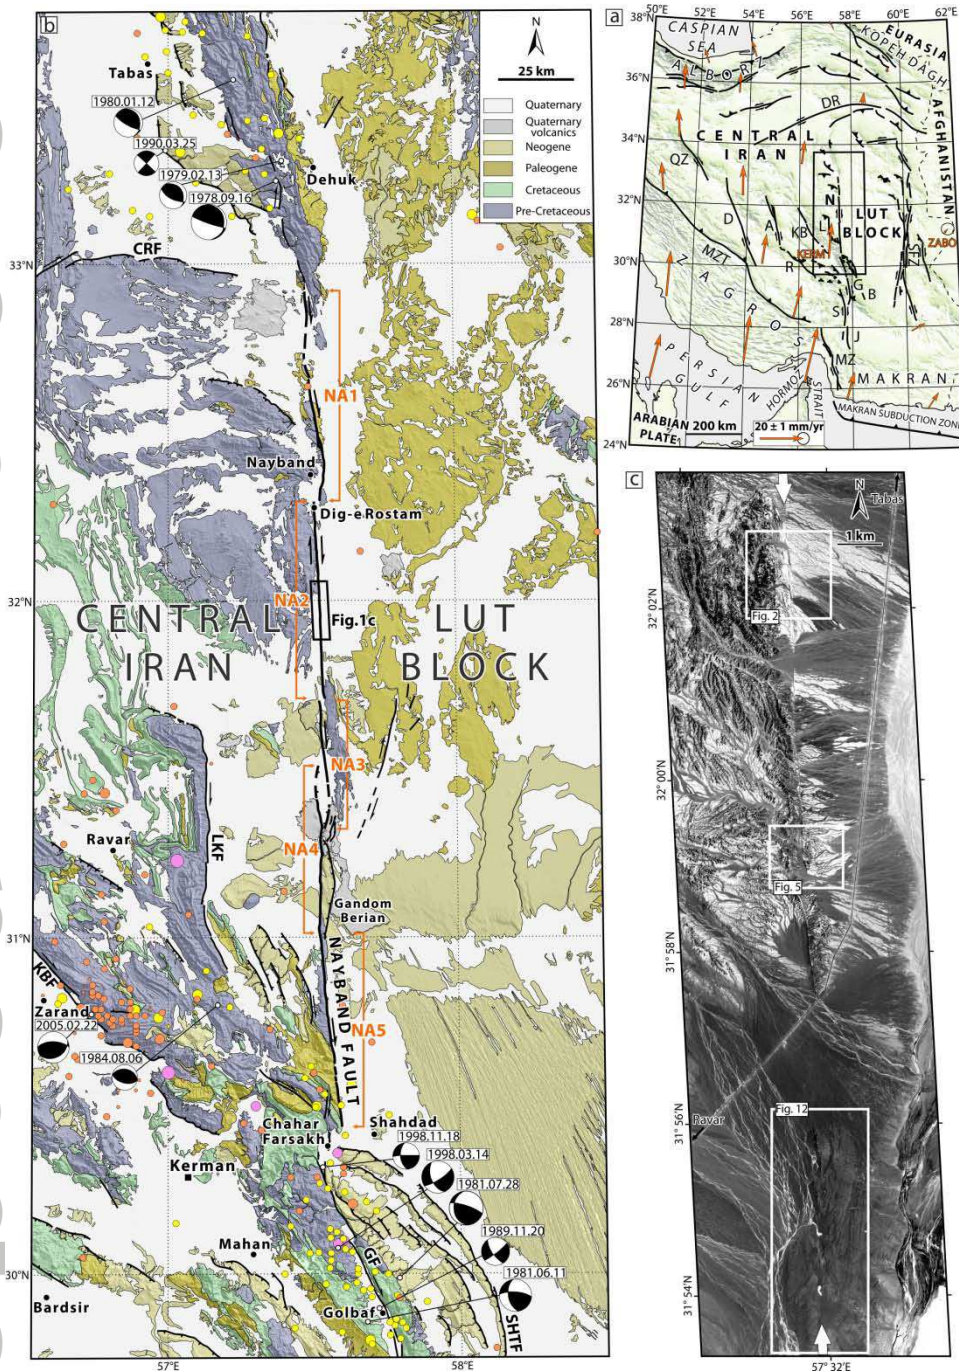 b
N
25 km
Quaternary
Quaternary
volcanics
Neogene
Paleogene
Cretaceous
Pre-Cretaceous
Tabas
1980.01.12
1990.03.25
1979.02.13
1978.09.16
Dehuk
CRF
33°N
NA1
Nayband
Dig-e Rostam
NA2
32°N
Fig.1c
CENTRAL
IRAN
LUT
BLOCK
NA3
NA4
Ravar
LKF
Gandom
Berian
31°N
NAYBAND FAULT
KBF
Zarand
2005.02.22
1984.08.06
NA5
Chahar
Farsakh
Shahdad
1998.11.18
1998.03.14
1981.07.28
1989.11.20
1981.06.11
Kerman
Mahan
GF
30°N
Bardsir
Golbaf
SHTF
57°E
58°E
a
50°E
52°E
54°E
56°E
58°E
60°E
62°E
38°N
36°N
34°N
32°N
30°N
28°N
26°N
24°N
CASPIAN
SEA
EURASIA
KOPEH DAGH
ALBORZ
AFGHANISTAN
DR
CENTRAL
IRAN
QZ
N
LUT
BLOCK
D
A
KB
L
KERM
ZABO
SFZ
MZT
R
G
B
ZAGROS
S
J
MZ
PERSIAN
GULF
HORMOZ
STRAIT
MAKRAN
MAKRAN SUBDUCTION ZONE
ARABIAN
PLATE
200 km
20 ± 1 mm/yr
c
N
Tabas
1 km
32° 02'N
Fig. 2
32° 00'N
Fig. 5
31° 58'N
31° 56'N
Fig. 12
Ravar
31° 54'N
57° 32'E